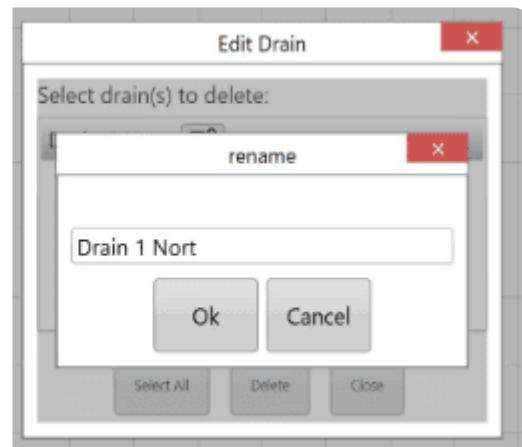 Edit Drain
Select drain(s) to delete:
rename
Drain 1 Nort
Ok Cancel
Select All Delete Close